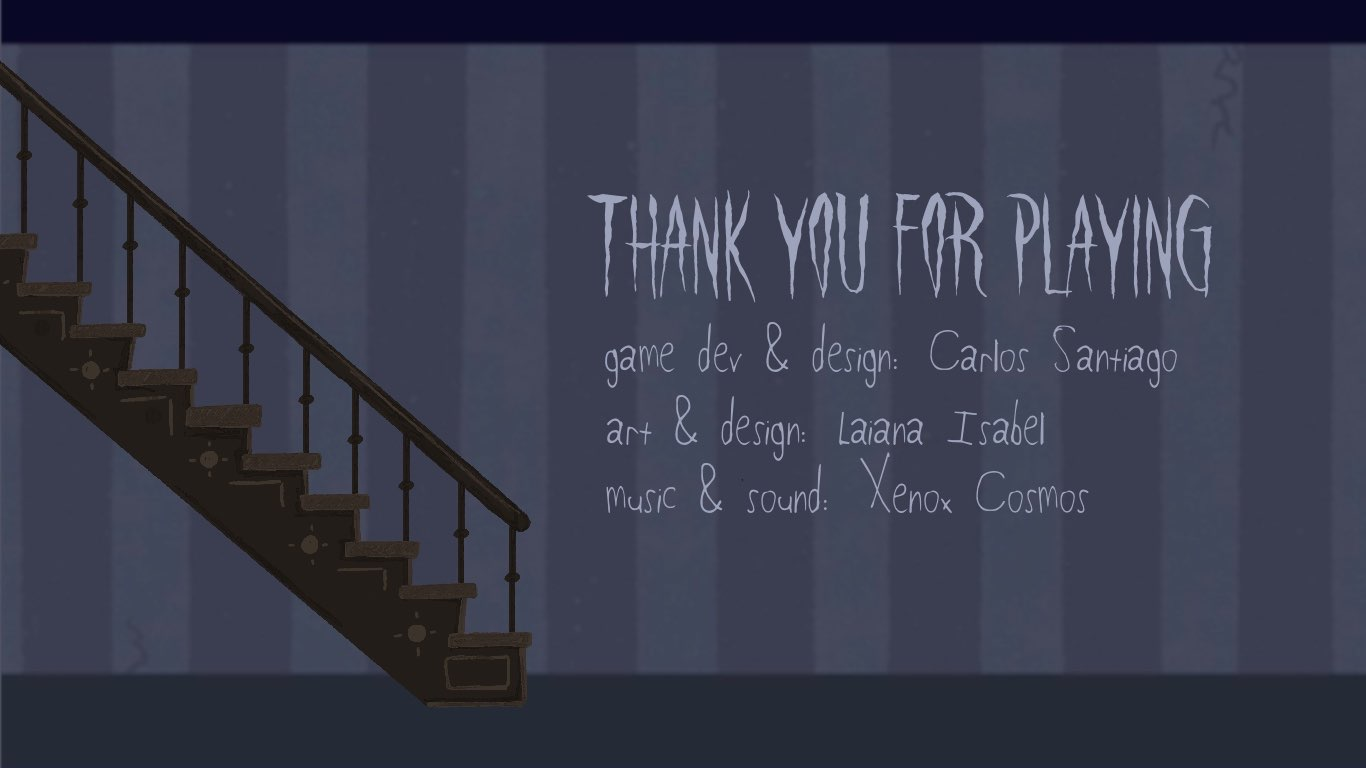 THANK YOU FOR PLAYING
game dev & design: Carlos Santiago
art & design: Laiana Isabel
music & sound: Xenox Cosmos